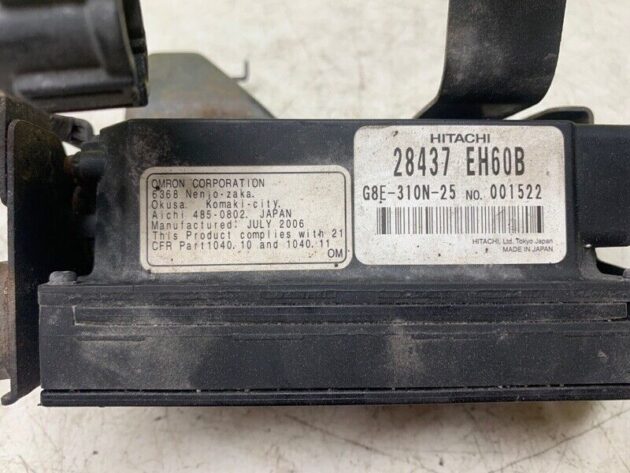 OMRON CORPORATION
6368 Nenjo-zaka.
Okusa. Komaki-city.
Aichi 485-0802. JAPAN
Manufactured: JULY 2006
This Product complies with 21
CFR Part1040.10 and 1040.11
OM
HITACHI
28437 EH60B
G8E-310N-25 NO. 001522
HITACHI, Ltd. Tokyo Japan
MADE IN JAPAN